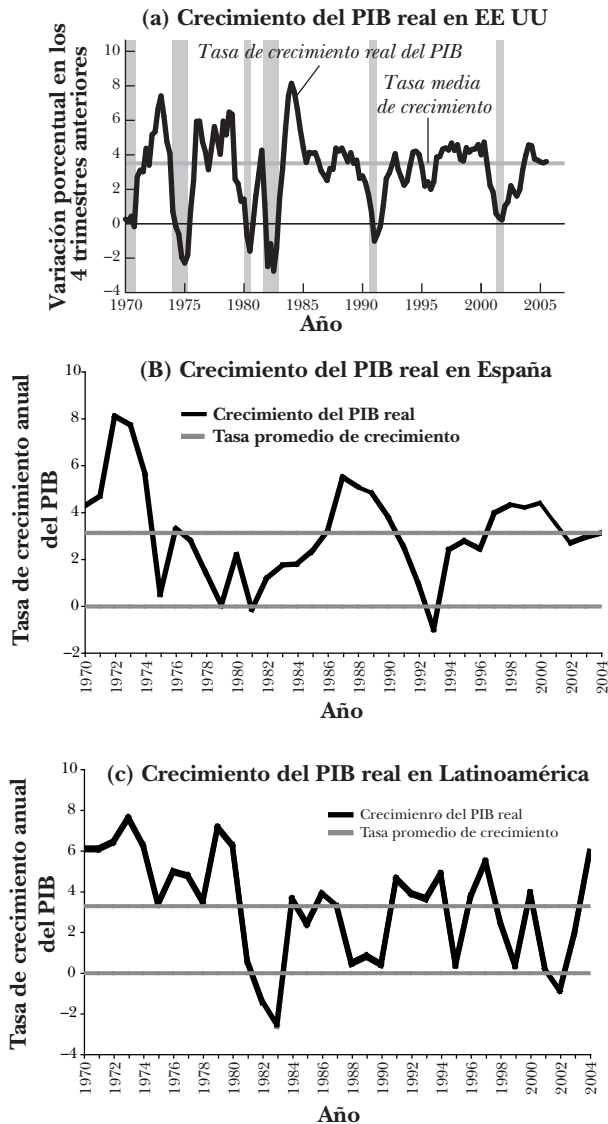 (a) Crecimiento del PIB real en EE UU
Variación porcentual en los
4 trimestres anteriores
10
8
6
4
2
0
−2
−4
Tasa de crecimiento real del PIB
Tasa media
de crecimiento
1970 1975 1980 1985 1990 1995 2000 2005
Año
(B) Crecimiento del PIB real en España
Tasa de crecimiento anual
del PIB
10
8
6
4
2
0
−2
Crecimiento del PIB real
Tasa promedio de crecimiento
1970 1972 1974 1976 1978 1980 1982 1984 1986 1988 1990 1992 1994 1996 1998 2000 2002 2004
Año
(c) Crecimiento del PIB real en Latinoamérica
Tasa de crecimiento anual
del PIB
10
8
6
4
2
0
−2
−4
Crecimienro del PIB real
Tasa promedio de crecimiento
1970 1972 1974 1976 1978 1980 1982 1984 1986 1988 1990 1992 1994 1996 1998 2000 2002 2004
Año